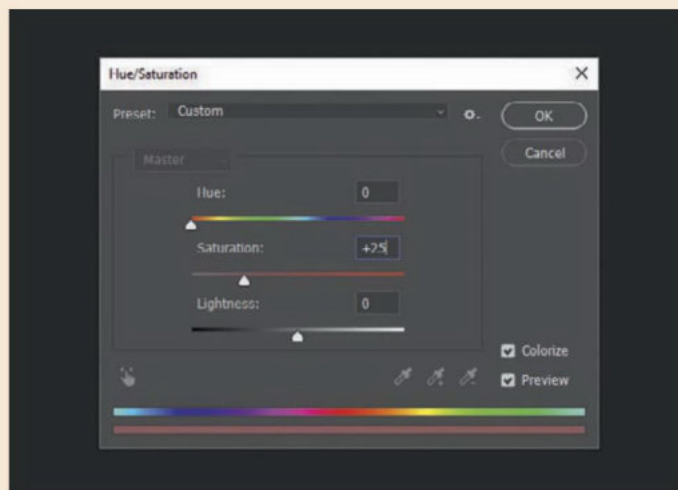 Hue/Saturation
Preset: Custom
OK
Cancel
Master
Hue: 0
Saturation: +25
Lightness: 0
Colorize
Preview